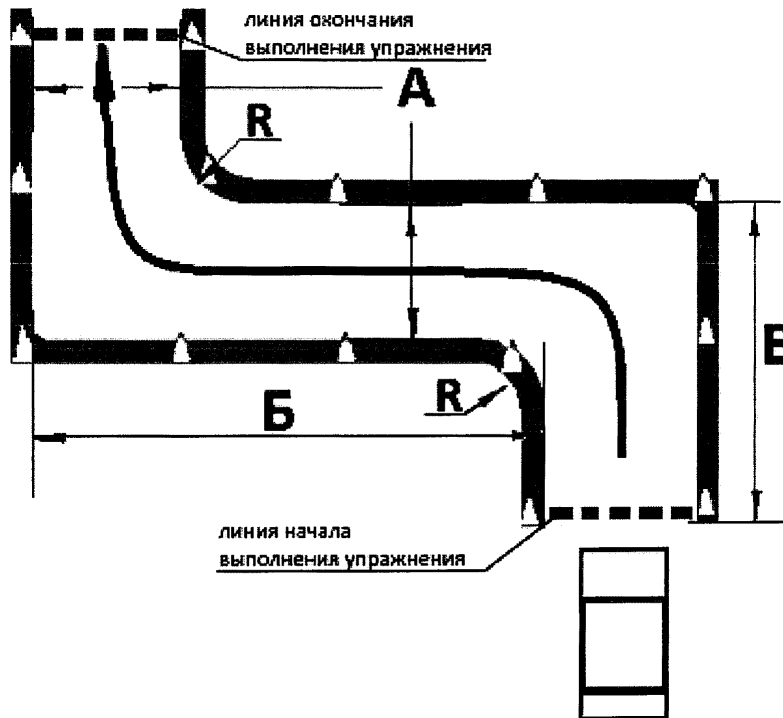 линия окончания
выполнения упражнения
А
R
В
R
Б
линия начала
выполнения упражнения